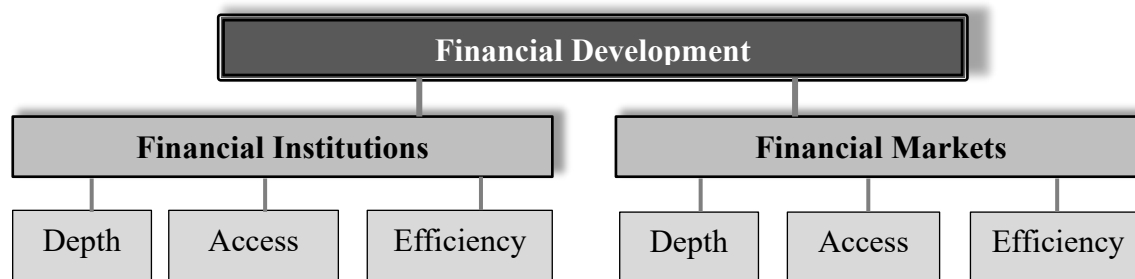 Financial Development
Financial Institutions Financial Markets
Depth Access Efficiency Depth Access Efficiency